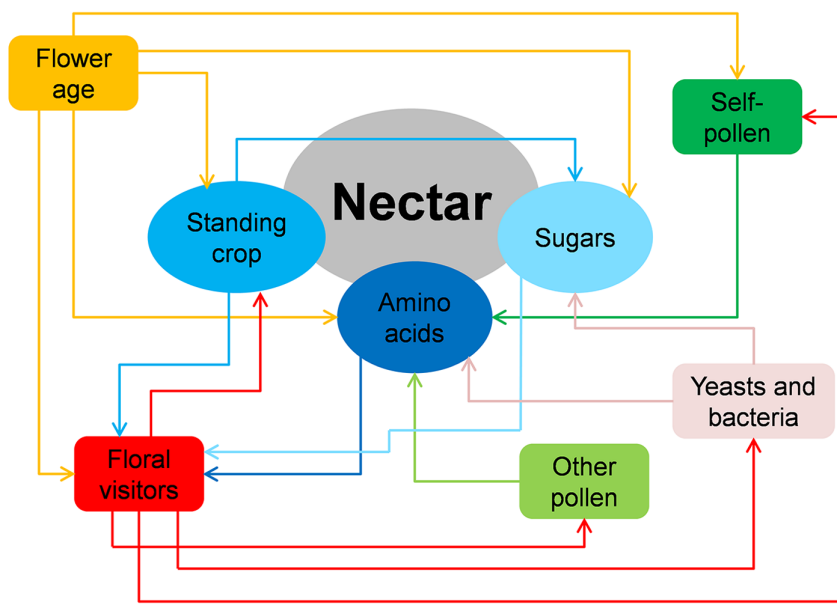 Flower
age
Self-
pollen
Nectar
Standing
crop
Sugars
Amino
acids
Yeasts and
bacteria
Floral
visitors
Other
pollen